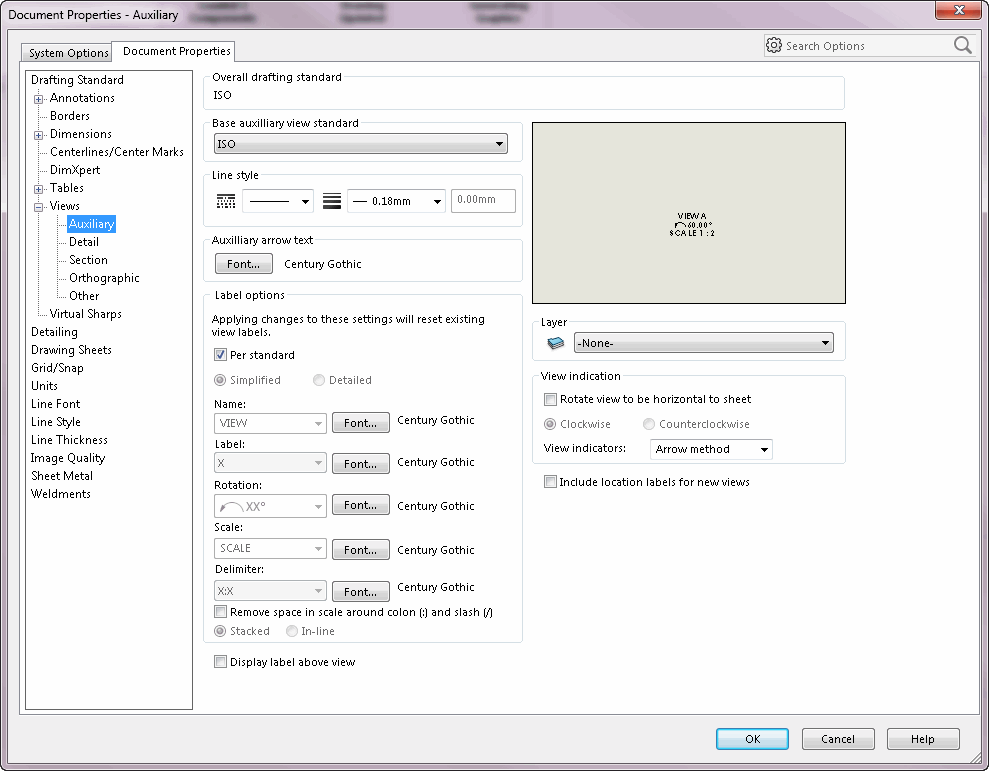 Document Properties - Auxiliary
System Options
Document Properties
Search Options
Drafting Standard
Annotations
Borders
Dimensions
Centerlines/Center Marks
DimXpert
Tables
Views
Auxiliary
Detail
Section
Orthographic
Other
Virtual Sharps
Detailing
Drawing Sheets
Grid/Snap
Units
Line Font
Line Style
Line Thickness
Image Quality
Sheet Metal
Weldments
Overall drafting standard
ISO
Base auxilliary view standard
ISO
Line style
0.18mm
0.00mm
Auxilliary arrow text
Font...
Century Gothic
Label options
Applying changes to these settings will reset existing
view labels.
Per standard
Simplified
Detailed
Name:
VIEW
Font...
Century Gothic
Label:
X
Font...
Century Gothic
Rotation:
XX°
Font...
Century Gothic
Scale:
SCALE
Font...
Century Gothic
Delimiter:
X:X
Font...
Century Gothic
Remove space in scale around colon (:) and slash (/)
Stacked
In-line
Display label above view
VIEW A
60.00°
SCALE 1 : 2
Layer
-None-
View indication
Rotate view to be horizontal to sheet
Clockwise
Counterclockwise
View indicators:
Arrow method
Include location labels for new views
OK
Cancel
Help